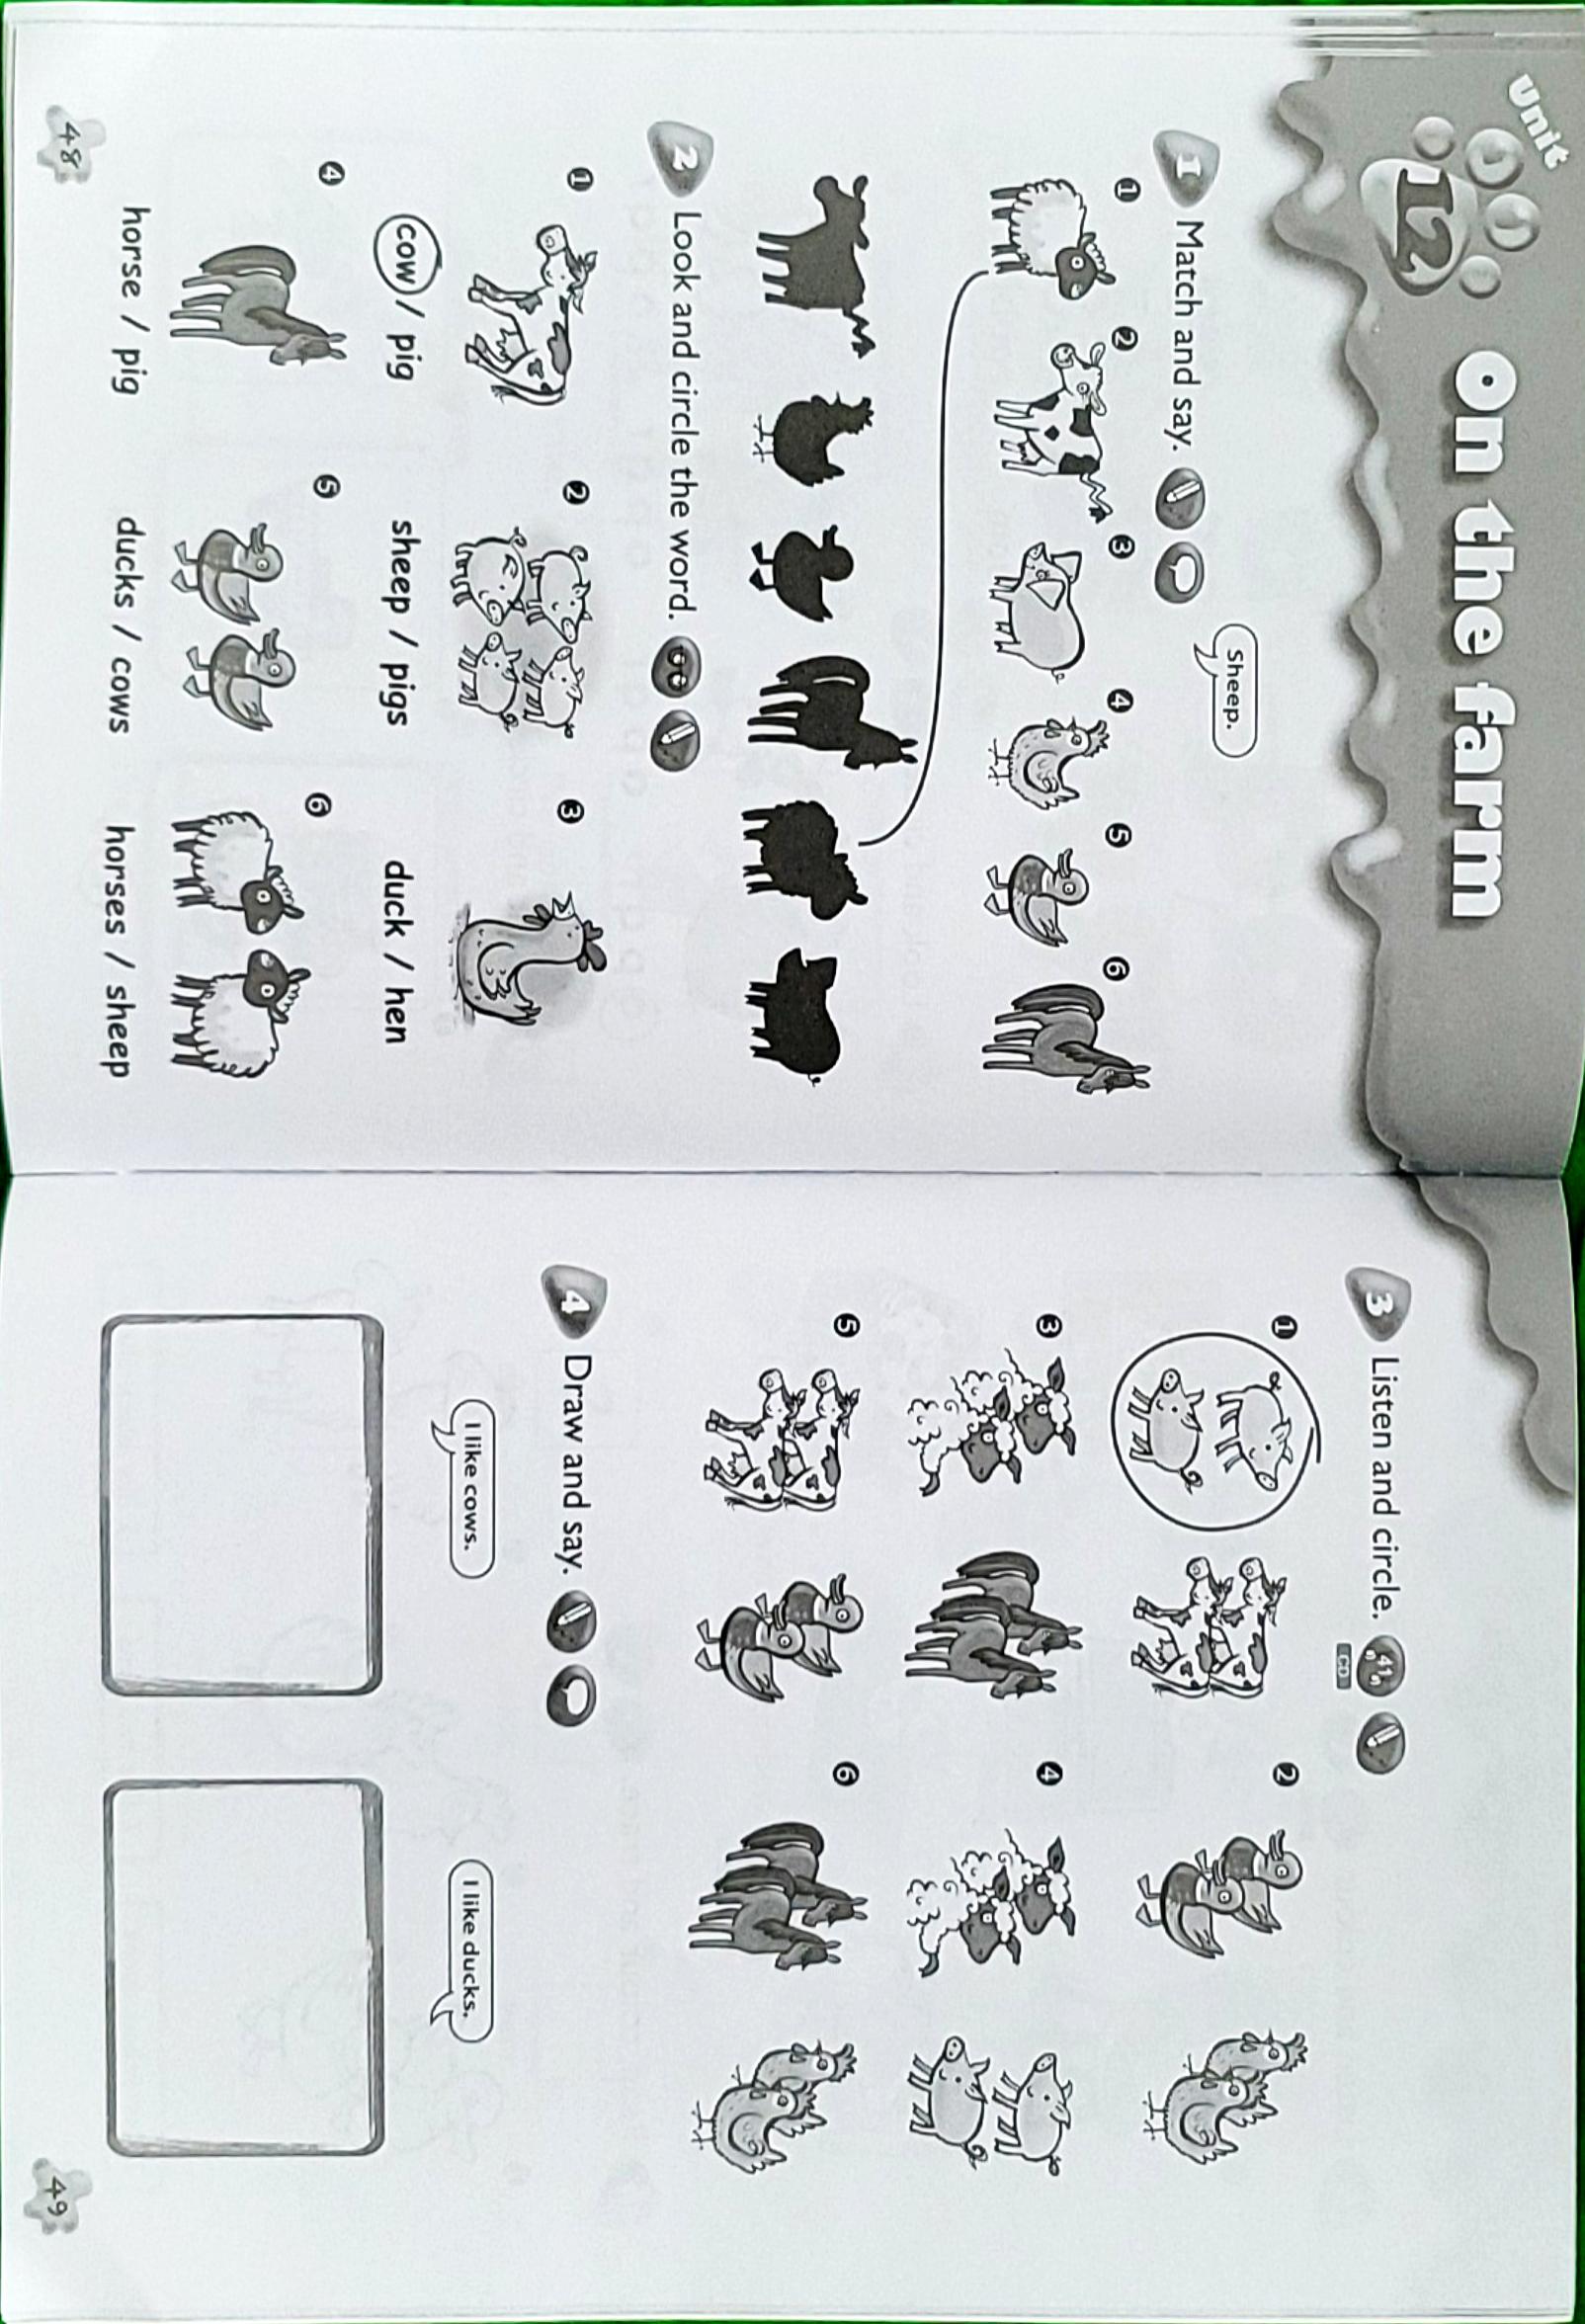 Unit
12
On the farm
Sheep.
1 Match and say.
1 2 3 4 5 6
2 Look and circle the word.
1 2 3
cow / pig sheep / pigs duck / hen
4 5 6
horse / pig ducks / cows horses / sheep
48
3 Listen and circle. 41
CD
1 2
3 4
5 6
4 Draw and say.
I like cows. I like ducks.
49